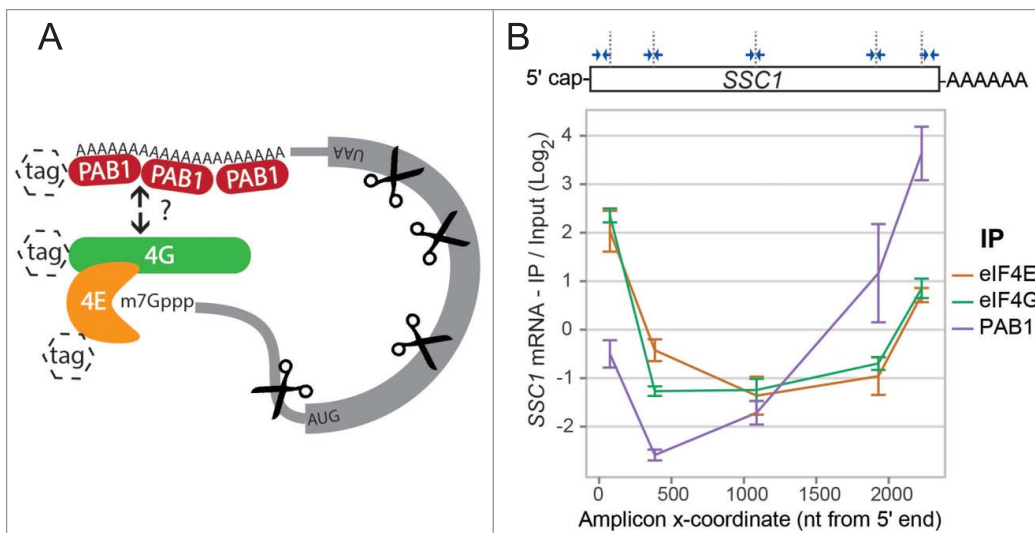 A
AAAAAAAAAAAAAAAAAAAAAAA
UAA
tag
PAB1
PAB1
PAB1
?
tag
4G
4E
m7Gppp
tag
AUG
B
5' cap
SSC1
AAAAAA
SSC1 mRNA - IP / Input (Log2)
4
3
2
1
0
-1
-2
0
500
1000
1500
2000
Amplicon x-coordinate (nt from 5' end)
IP
eIF4E
eIF4G
PAB1